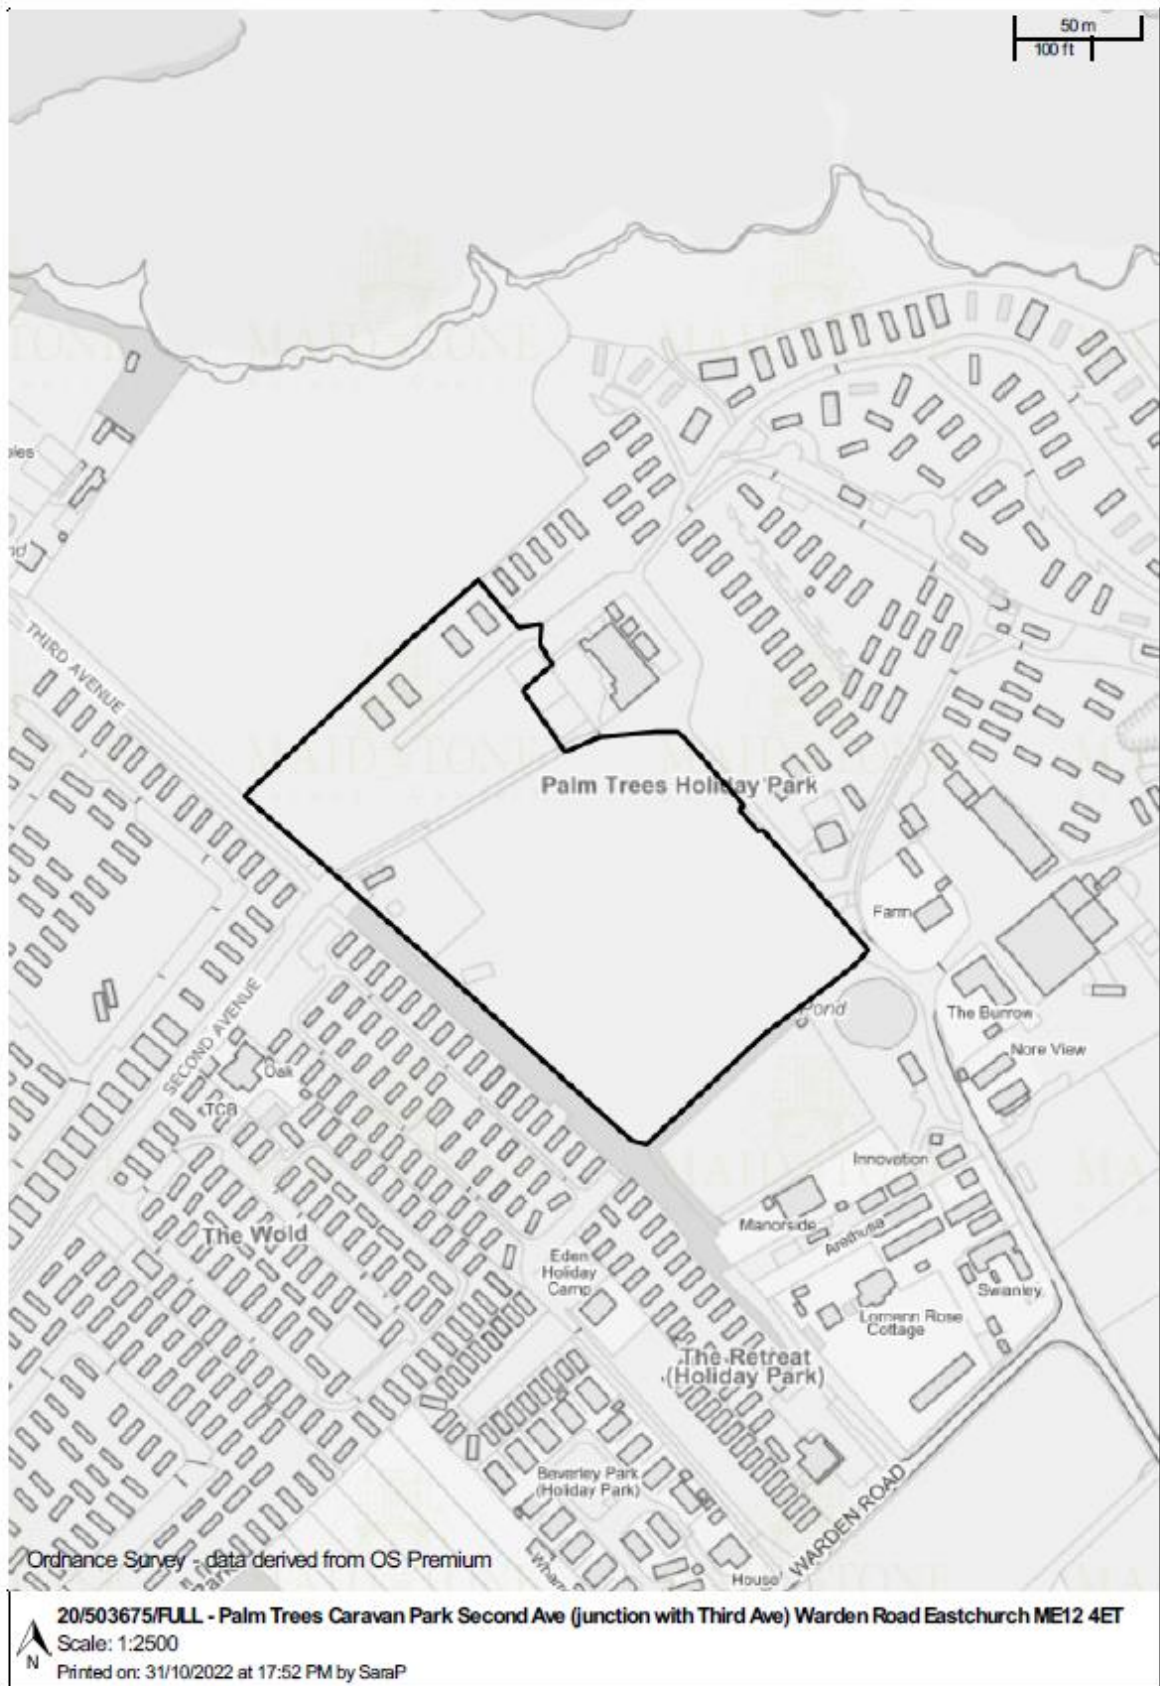 50 m
100 ft
THIRD AVENUE
Palm Trees Holiday Park
Farm
Pond
The Burrow
Nore View
SECOND AVENUE
Oak
TCB
Innovation
Manorside
Arethusa
The Wold
Eden
Holiday
Camp
Swanley
Lomann Rose
Cottage
The Retreat
(Holiday Park)
Beverley Park
(Holiday Park)
WARDEN ROAD
House
Ordnance Survey - data derived from OS Premium
20/503675/FULL - Palm Trees Caravan Park Second Ave (junction with Third Ave) Warden Road Eastchurch ME12 4ET
Scale: 1:2500
N
Printed on: 31/10/2022 at 17:52 PM by SaraP